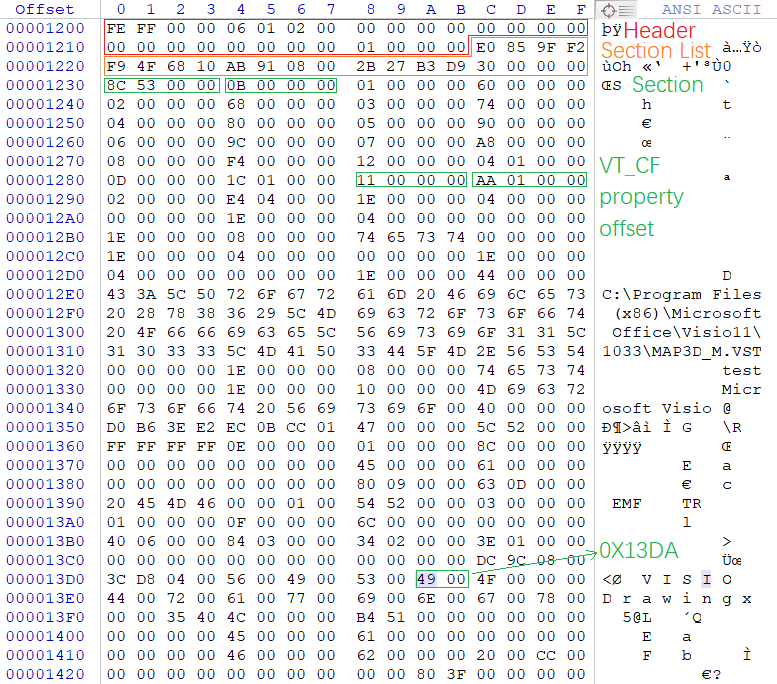 Offset 0 1 2 3 4 5 6 7 8 9 A B C D E F ANSI ASCII
00001200 FE FF 00 00 06 01 02 00 00 00 00 00 00 00 00 00 þÿ Header
00001210 00 00 00 00 00 00 00 00 01 00 00 00 E0 85 9F F2 Section List à…Ÿò
00001220 F9 4F 68 10 AB 91 08 00 2B 27 B3 D9 30 00 00 00 ùOh «‘ +'³Ù0
00001230 8C 53 00 00 0B 00 00 00 01 00 00 00 60 00 00 00 ŒS Section `
00001240 02 00 00 00 68 00 00 00 03 00 00 00 74 00 00 00 h t
00001250 04 00 00 00 80 00 00 00 05 00 00 00 90 00 00 00 €
00001260 06 00 00 00 9C 00 00 00 07 00 00 00 A8 00 00 00 œ ¨
00001270 08 00 00 00 F4 00 00 00 12 00 00 00 04 01 00 00 VT_CF
00001280 0D 00 00 00 1C 01 00 00 11 00 00 00 AA 01 00 00 ª
00001290 02 00 00 00 E4 04 00 00 1E 00 00 00 04 00 00 00 property
000012A0 00 00 00 00 1E 00 00 00 04 00 00 00 00 00 00 00 offset
000012B0 1E 00 00 00 08 00 00 00 74 65 73 74 00 00 00 00
000012C0 1E 00 00 00 04 00 00 00 00 00 00 00 1E 00 00 00
000012D0 04 00 00 00 00 00 00 00 1E 00 00 00 44 00 00 00 D
000012E0 43 3A 5C 50 72 6F 67 72 61 6D 20 46 69 6C 65 73 C:\Program Files
000012F0 20 28 78 38 36 29 5C 4D 69 63 72 6F 73 6F 66 74 (x86)\Microsoft
00001300 20 4F 66 66 69 63 65 5C 56 69 73 69 6F 31 31 5C Office\Visio11\
00001310 31 30 33 33 5C 4D 41 50 33 44 5F 4D 2E 56 53 54 1033\MAP3D_M.VST
00001320 00 00 00 00 1E 00 00 00 08 00 00 00 74 65 73 74 test
00001330 00 00 00 00 1E 00 00 00 10 00 00 00 4D 69 63 72 Micr
00001340 6F 73 6F 66 74 20 56 69 73 69 6F 00 40 00 00 00 osoft Visio @
00001350 D0 B6 3E E2 EC 0B CC 01 47 00 00 00 5C 52 00 00 Ð¶>âì Ì G \R
00001360 FF FF FF FF 0E 00 00 00 01 00 00 00 8C 00 00 00 ÿÿÿÿ Œ
00001370 00 00 00 00 00 00 00 00 45 00 00 00 61 00 00 00 E a
00001380 00 00 00 00 00 00 00 00 80 09 00 00 63 0D 00 00 € c
00001390 20 45 4D 46 00 00 01 00 54 52 00 00 03 00 00 00 EMF TR
000013A0 01 00 00 00 0F 00 00 00 6C 00 00 00 00 00 00 00 l
000013B0 40 06 00 00 84 03 00 00 34 02 00 00 3E 01 00 00 >
000013C0 00 00 00 00 00 00 00 00 00 00 00 00 DC 9C 08 00 0X13DA Üœ
000013D0 3C D8 04 00 56 00 49 00 53 00 49 00 4F 00 00 00 <Ø V I S I O
000013E0 44 00 72 00 61 00 77 00 69 00 6E 00 67 00 78 00 D r a w i n g x
000013F0 00 00 35 40 4C 00 00 00 B4 51 00 00 00 00 00 00 5@L ´Q
00001400 00 00 00 00 45 00 00 00 61 00 00 00 00 00 00 00 E a
00001410 00 00 00 00 46 00 00 00 62 00 00 00 20 00 CC 00 F b Ì
00001420 00 00 00 00 00 00 00 00 00 00 80 3F 00 00 00 00 €?